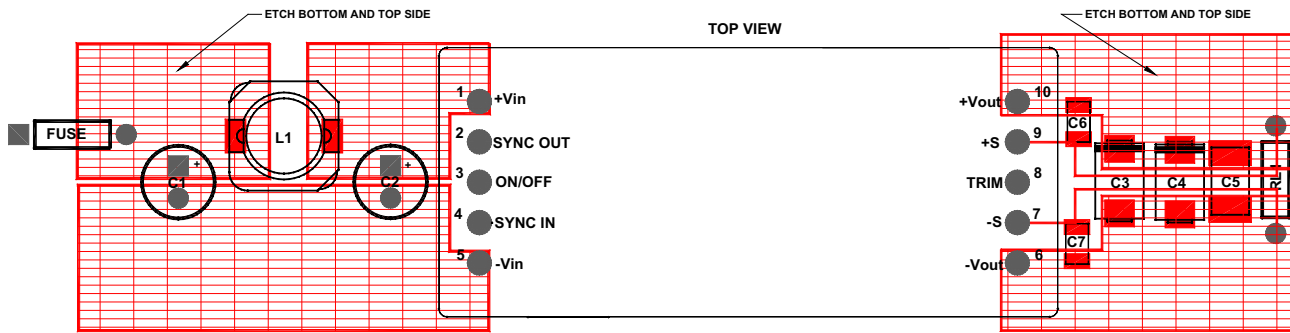 ETCH BOTTOM AND TOP SIDE
ETCH BOTTOM AND TOP SIDE
TOP VIEW
1
+Vin
2
SYNC OUT
3
ON/OFF
4
SYNC IN
5
-Vin
FUSE
L1
C1
+
C2
+
10
+Vout
9
+S
8
TRIM
7
-S
6
-Vout
C6
C7
C3
C4
C5